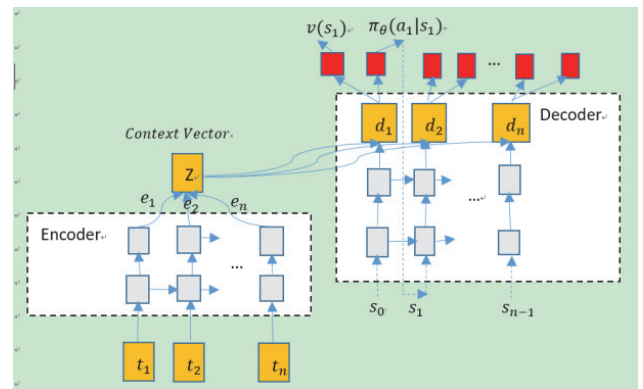 v(s₁)
π_θ(a₁|s₁)
...
Decoder
d₁
d₂
dₙ
Context Vector
Z
e₁
e₂
eₙ
...
Encoder
...
s₀
s₁
sₙ₋₁
t₁
t₂
tₙ